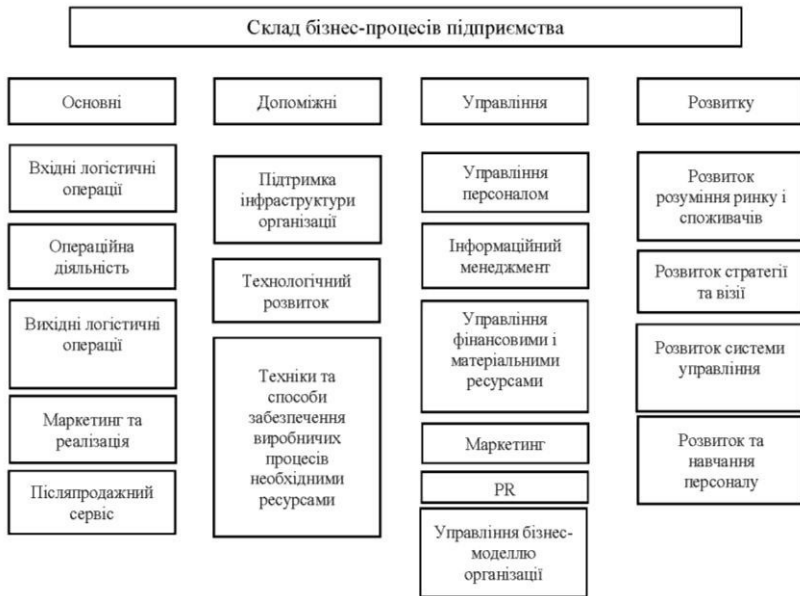 Склад бізнес-процесів підприємства
Основні
Вхідні логістичні
операції
Операційна
діяльність
Вихідні логістичні
операції
Маркетинг та
реалізація
Післяпродажний
сервіс
Допоміжні
Підтримка
інфраструктури
організації
Технологічний
розвиток
Техніки та
способи
забезпечення
виробничих
процесів
необхідними
ресурсами
Управління
Управління
персоналом
Інформаційний
менеджмент
Управління
фінансовими і
матеріальними
ресурсами
Маркетинг
PR
Управління бізнес-
моделлю
організації
Розвитку
Розвиток
розуміння ринку і
споживачів
Розвиток стратегії
та візії
Розвиток системи
управління
Розвиток та
навчання
персоналу